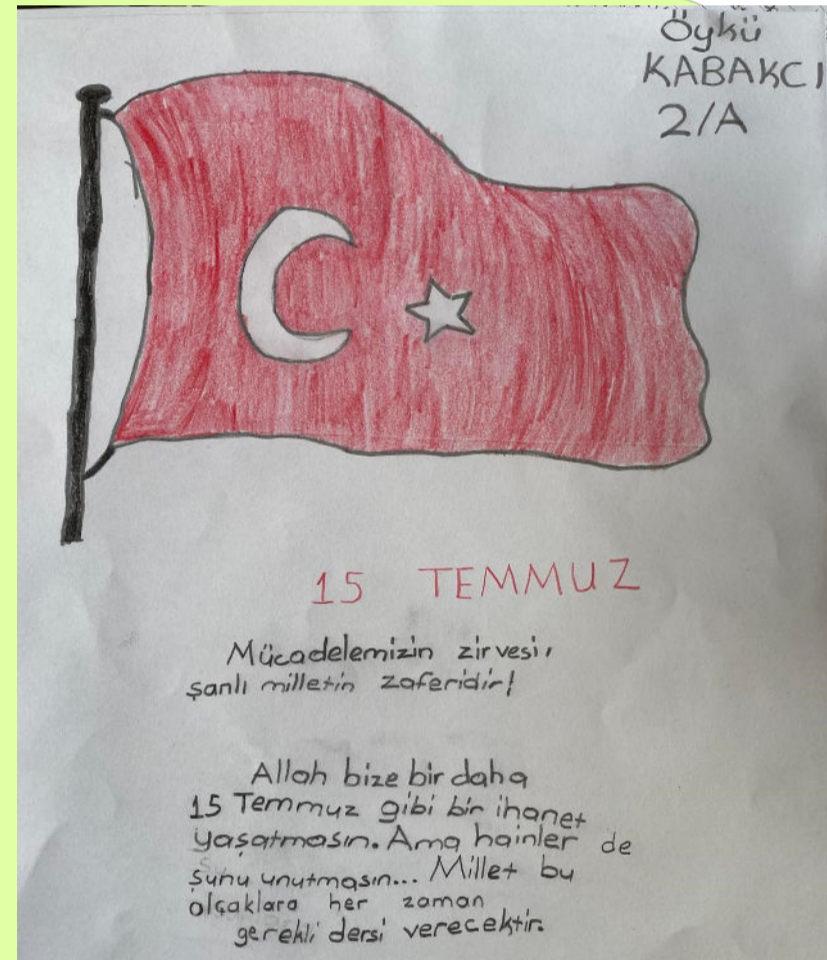 Öykü
KABAKCI
2/A
15 TEMMUZ
Mücadelemizin zirvesi,
şanlı milletin zaferidir!
Allah bize bir daha
15 Temmuz gibi bir ihanet
yaşatmasın. Ama hainler de
şunu unutmasın... Millet bu
alçaklara her zaman
gerekli dersi verecektir.